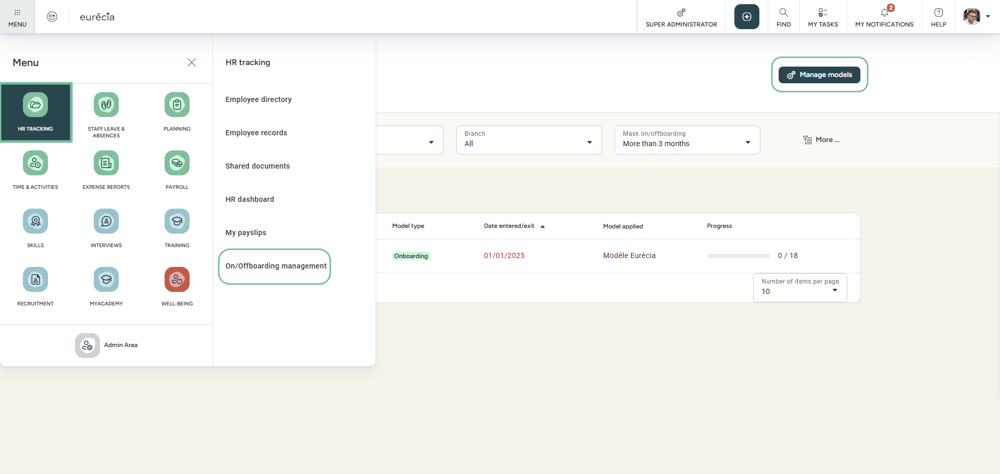 MENU
eurécia
SUPER ADMINISTRATOR
FIND
MY TASKS
2
MY NOTIFICATIONS
HELP
Menu
HR TRACKING
STAFF LEAVE &
ABSENCES
PLANNING
TIME & ACTIVITIES
EXPENSE REPORTS
PAYROLL
SKILLS
INTERVIEWS
TRAINING
RECRUITMENT
MYACADEMY
WELL-BEING
Admin Area
HR tracking
Employee directory
Employee records
Shared documents
HR dashboard
My payslips
On/Offboarding management
Manage models
Branch
All
Mask on/offboarding
More than 3 months
More ...
Model type
Date entered/exit
Model applied
Progress
Onboarding
01/01/2025
Modèle Eurécia
0 / 18
Number of items per page
10